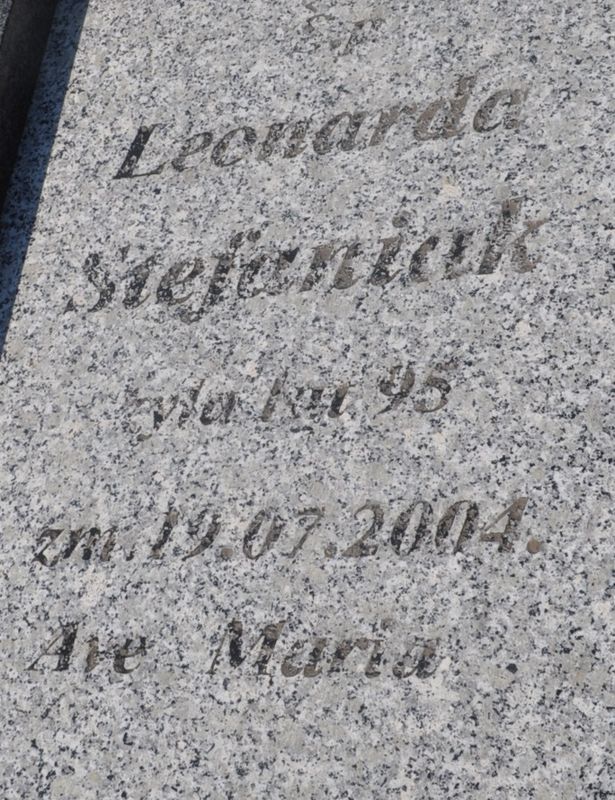 Ś.P
Leonarda
Stefaniak
żyła lat 95
zm.19.07.2004.
Ave Maria